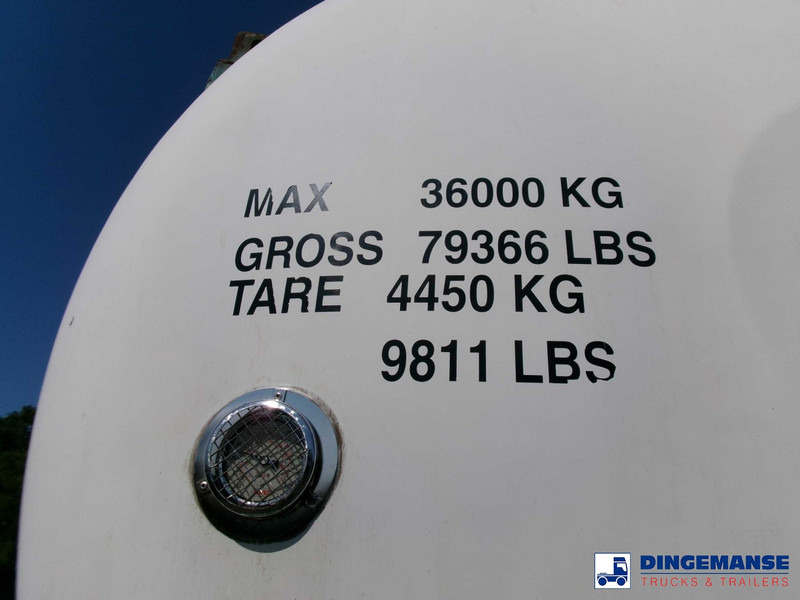 MAX 36000 KG
GROSS 79366 LBS
TARE 4450 KG
9811 LBS
DINGEMANSE
TRUCKS & TRAILERS